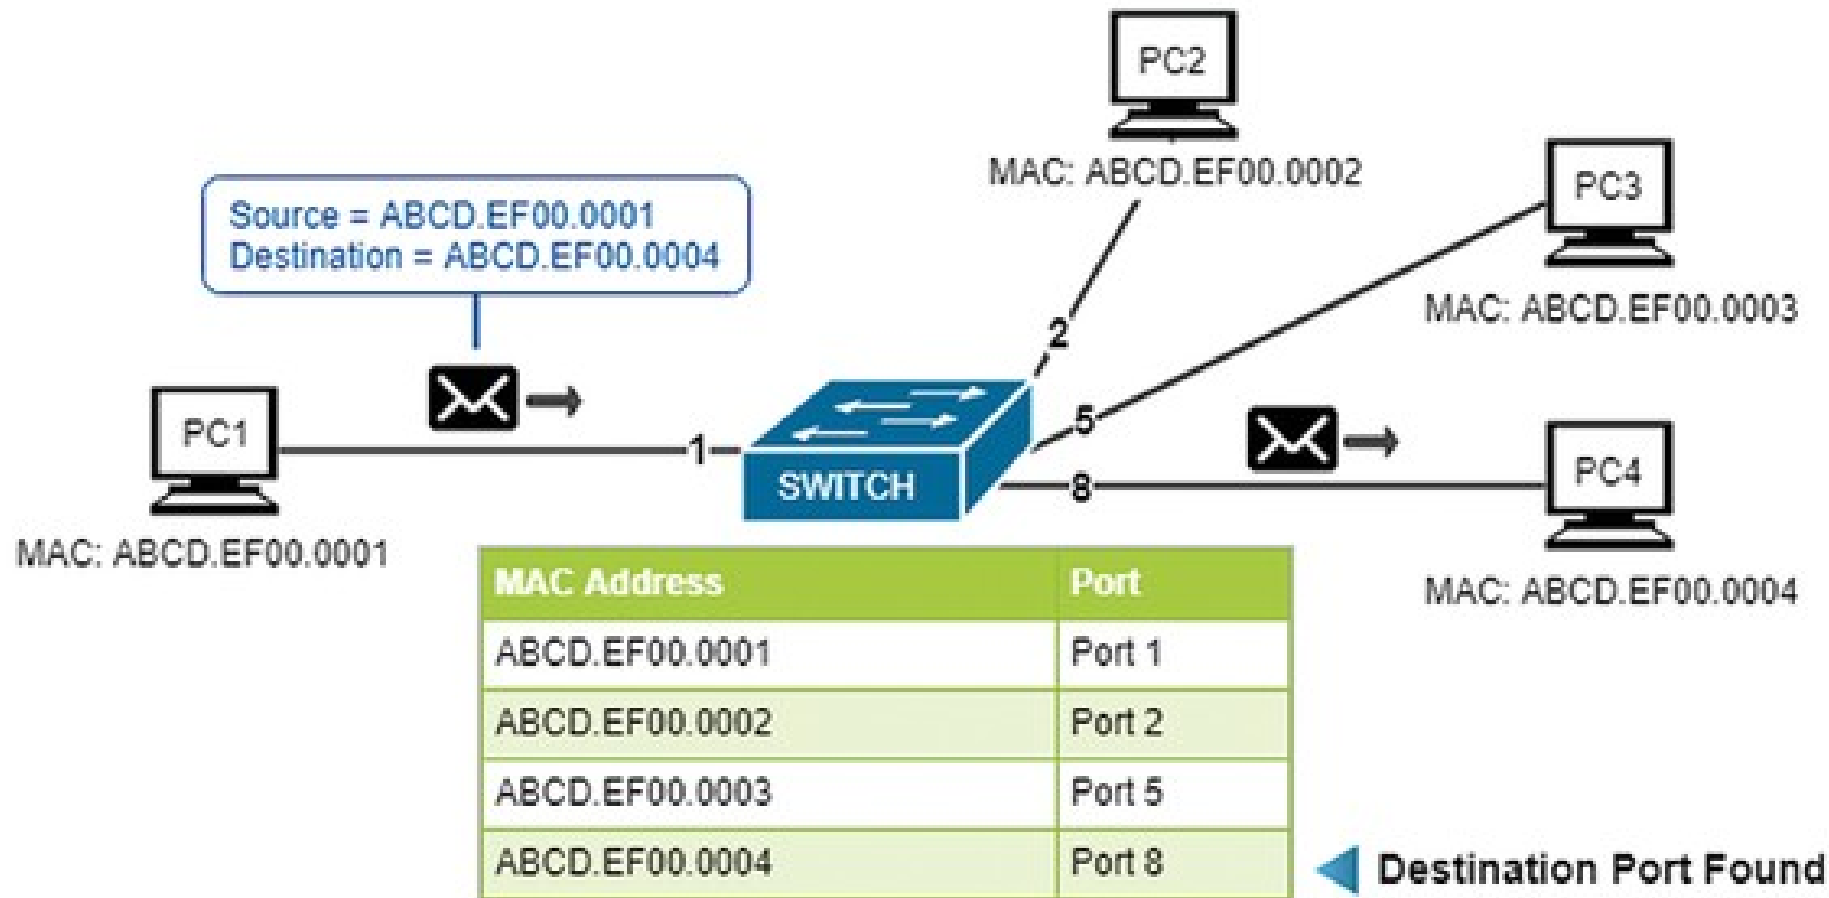 PC2
MAC: ABCD.EF00.0002
PC3
MAC: ABCD.EF00.0003
Source = ABCD.EF00.0001
Destination = ABCD.EF00.0004
2
5
PC1
1
SWITCH
8
PC4
MAC: ABCD.EF00.0001
MAC: ABCD.EF00.0004
MAC Address Port
ABCD.EF00.0001 Port 1
ABCD.EF00.0002 Port 2
ABCD.EF00.0003 Port 5
ABCD.EF00.0004 Port 8
Destination Port Found